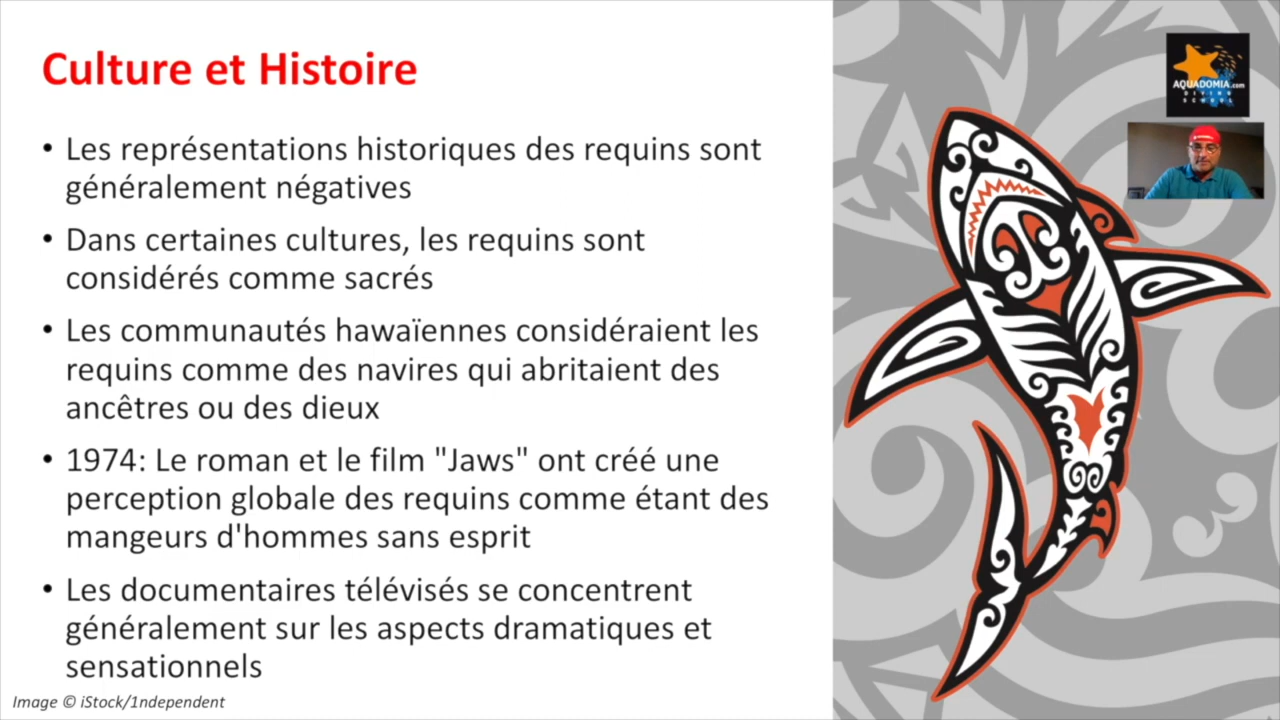 Culture et Histoire
• Les représentations historiques des requins sont
généralement négatives
• Dans certaines cultures, les requins sont
considérés comme sacrés
• Les communautés hawaïennes considéraient les
requins comme des navires qui abritaient des
ancêtres ou des dieux
• 1974: Le roman et le film "Jaws" ont créé une
perception globale des requins comme étant des
mangeurs d'hommes sans esprit
• Les documentaires télévisés se concentrent
généralement sur les aspects dramatiques et
sensationnels
Image © iStock/1ndependent
AQUADOMIA.com
DIVING
SCHOOL